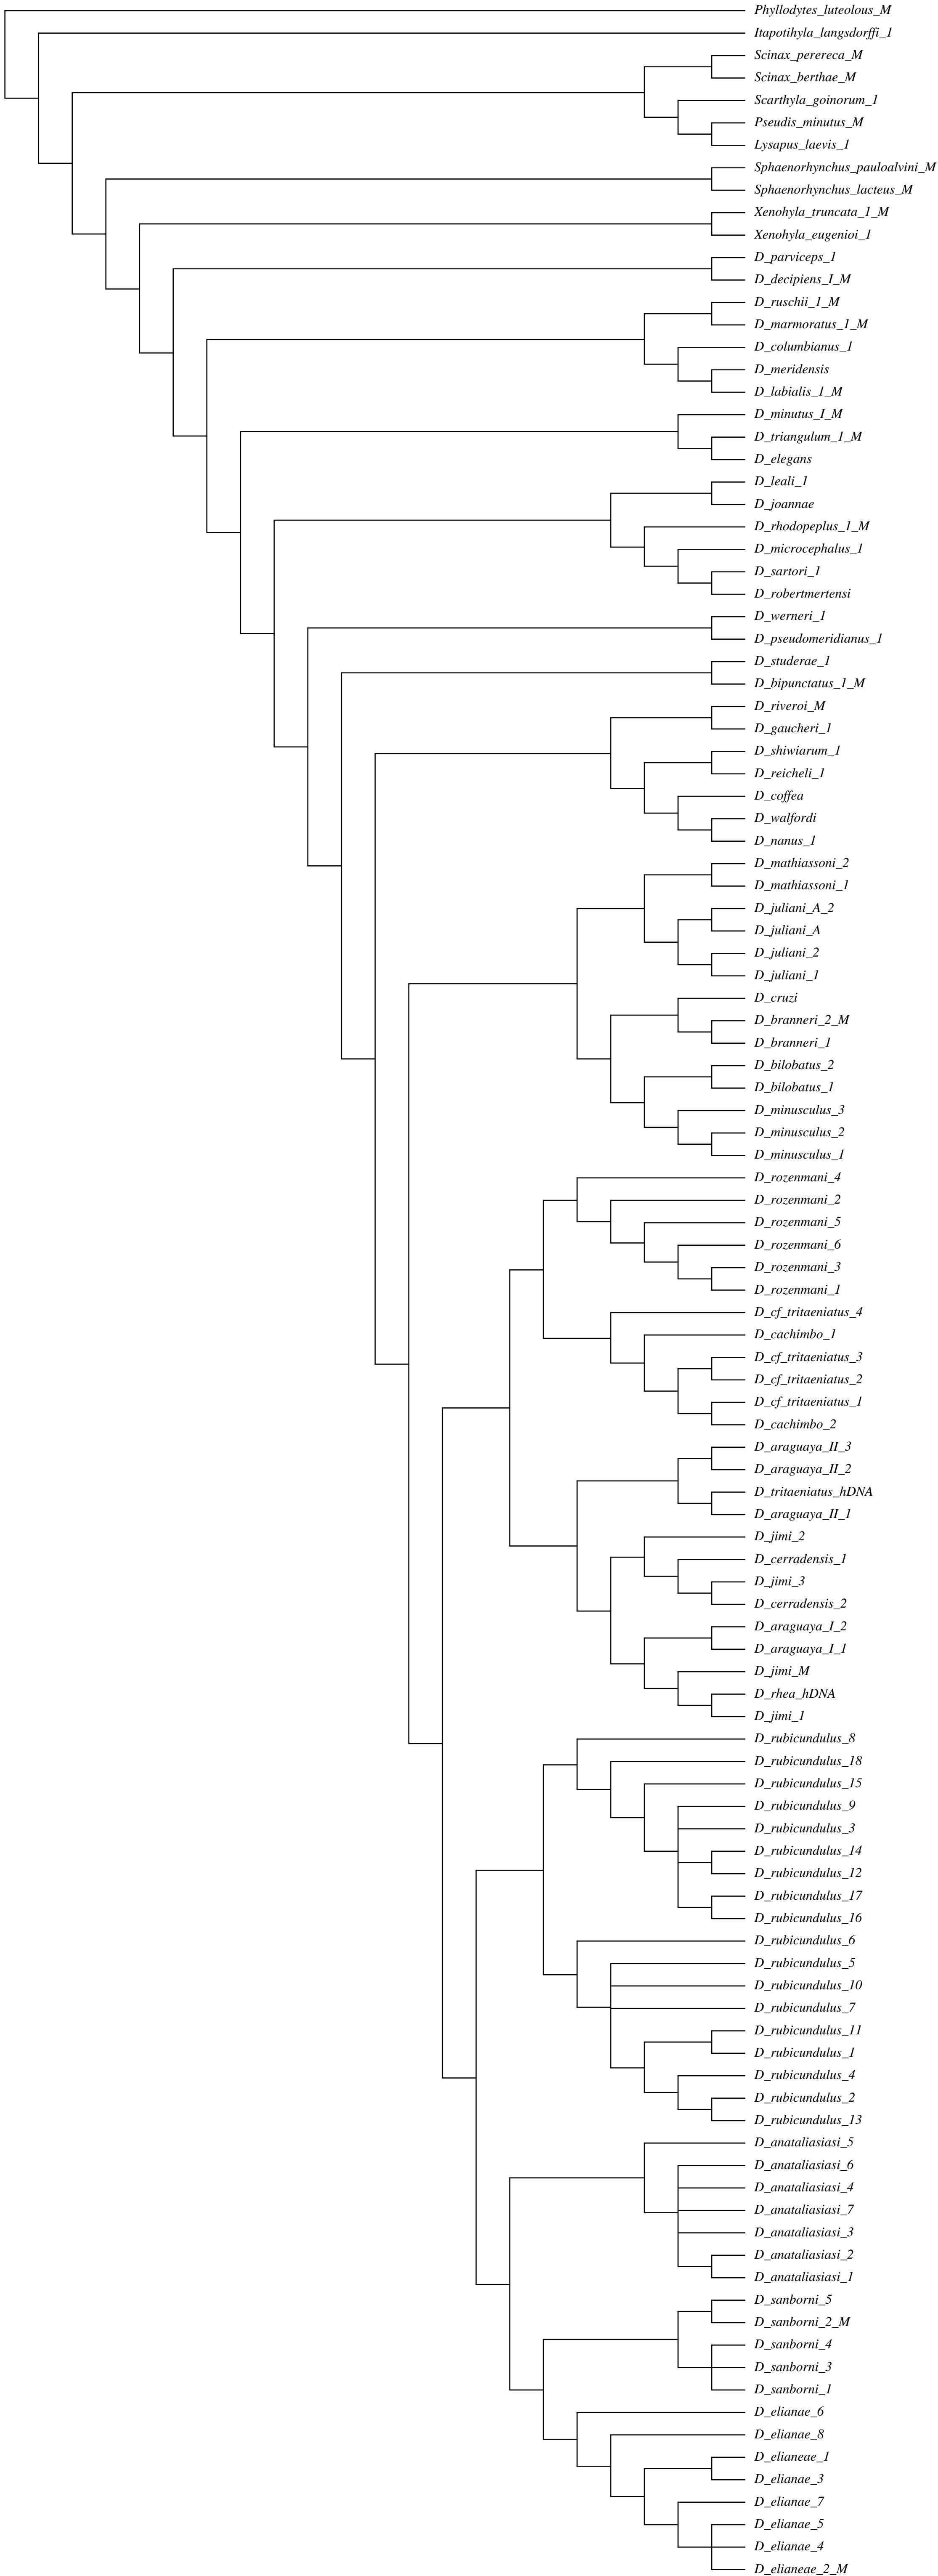 Phyllodytes_luteolous_M
Itapotihyla_langsdorffi_1
Scinax_perereca_M
Scinax_berthae_M
Scarthyla_goinorum_1
Pseudis_minutus_M
Lysapus_laevis_1
Sphaenorhynchus_pauloalvini_M
Sphaenorhynchus_lacteus_M
Xenohyla_truncata_1_M
Xenohyla_eugenioi_1
D_parviceps_1
D_decipiens_I_M
D_ruschii_1_M
D_marmoratus_1_M
D_columbianus_1
D_meridensis
D_labialis_1_M
D_minutus_I_M
D_triangulum_1_M
D_elegans
D_leali_1
D_joannae
D_rhodopeplus_1_M
D_microcephalus_1
D_sartori_1
D_robertmertensi
D_werneri_1
D_pseudomeridianus_1
D_studerae_1
D_bipunctatus_1_M
D_riveroi_M
D_gaucheri_1
D_shiwiarum_1
D_reicheli_1
D_coffea
D_walfordi
D_nanus_1
D_mathiassoni_2
D_mathiassoni_1
D_juliani_A_2
D_juliani_A
D_juliani_2
D_juliani_1
D_cruzi
D_branneri_2_M
D_branneri_1
D_bilobatus_2
D_bilobatus_1
D_minusculus_3
D_minusculus_2
D_minusculus_1
D_rozenmani_4
D_rozenmani_2
D_rozenmani_5
D_rozenmani_6
D_rozenmani_3
D_rozenmani_1
D_cf_tritaeniatus_4
D_cachimbo_1
D_cf_tritaeniatus_3
D_cf_tritaeniatus_2
D_cf_tritaeniatus_1
D_cachimbo_2
D_araguaya_II_3
D_araguaya_II_2
D_tritaeniatus_hDNA
D_araguaya_II_1
D_jimi_2
D_cerradensis_1
D_jimi_3
D_cerradensis_2
D_araguaya_I_2
D_araguaya_I_1
D_jimi_M
D_rhea_hDNA
D_jimi_1
D_rubicundulus_8
D_rubicundulus_18
D_rubicundulus_15
D_rubicundulus_9
D_rubicundulus_3
D_rubicundulus_14
D_rubicundulus_12
D_rubicundulus_17
D_rubicundulus_16
D_rubicundulus_6
D_rubicundulus_5
D_rubicundulus_10
D_rubicundulus_7
D_rubicundulus_11
D_rubicundulus_1
D_rubicundulus_4
D_rubicundulus_2
D_rubicundulus_13
D_anataliasiasi_5
D_anataliasiasi_6
D_anataliasiasi_4
D_anataliasiasi_7
D_anataliasiasi_3
D_anataliasiasi_2
D_anataliasiasi_1
D_sanborni_5
D_sanborni_2_M
D_sanborni_4
D_sanborni_3
D_sanborni_1
D_elianae_6
D_elianae_8
D_elianeae_1
D_elianae_3
D_elianae_7
D_elianae_5
D_elianae_4
D_elianeae_2_M